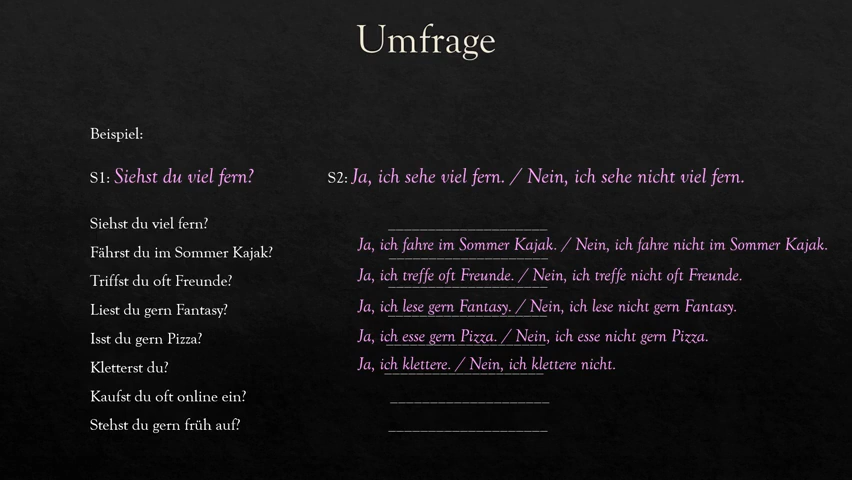 Umfrage
Beispiel:
S1: Siehst du viel fern? S2: Ja, ich sehe viel fern. / Nein, ich sehe nicht viel fern.
Siehst du viel fern? ____________________
Fährst du im Sommer Kajak? Ja, ich fahre im Sommer Kajak. / Nein, ich fahre nicht im Sommer Kajak.
Triffst du oft Freunde? Ja, ich treffe oft Freunde. / Nein, ich treffe nicht oft Freunde.
Liest du gern Fantasy? Ja, ich lese gern Fantasy. / Nein, ich lese nicht gern Fantasy.
Isst du gern Pizza? Ja, ich esse gern Pizza. / Nein, ich esse nicht gern Pizza.
Kletterst du? Ja, ich klettere. / Nein, ich klettere nicht.
Kaufst du oft online ein? ____________________
Stehst du gern früh auf? ____________________